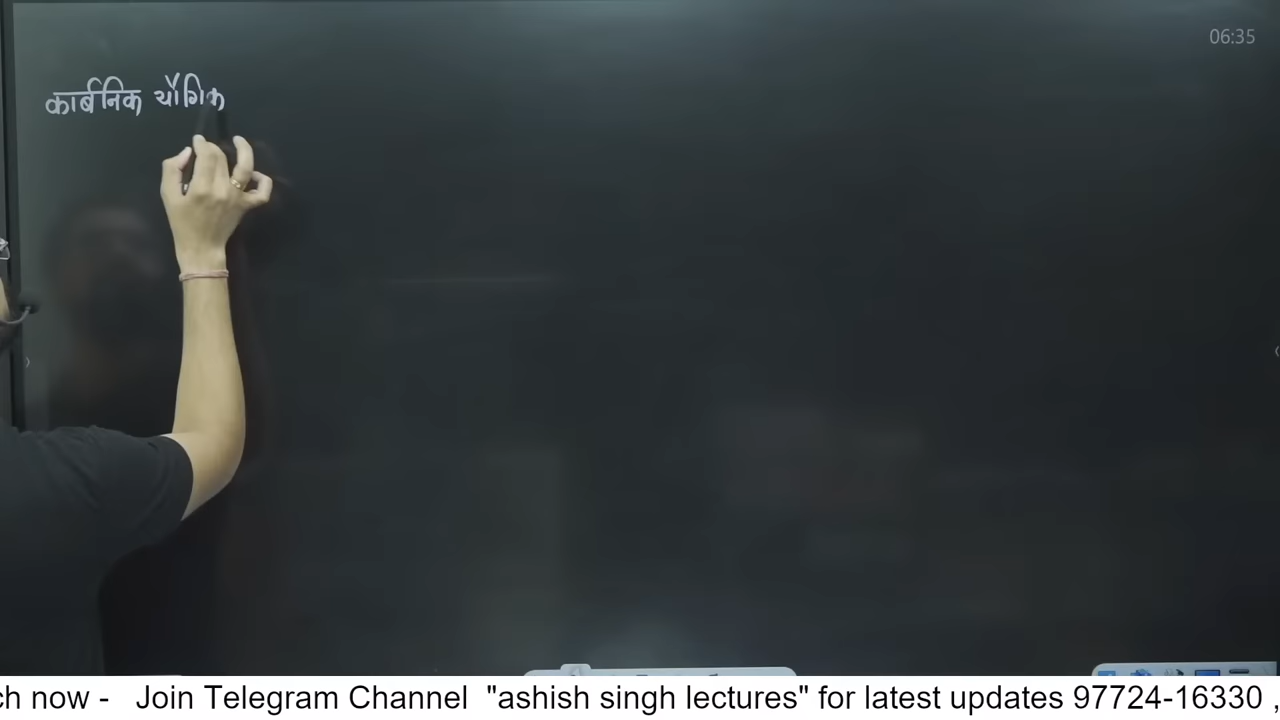 06:35
कार्बनिक यौगिक
ch now - Join Telegram Channel "ashish singh lectures" for latest updates 97724-16330 ,